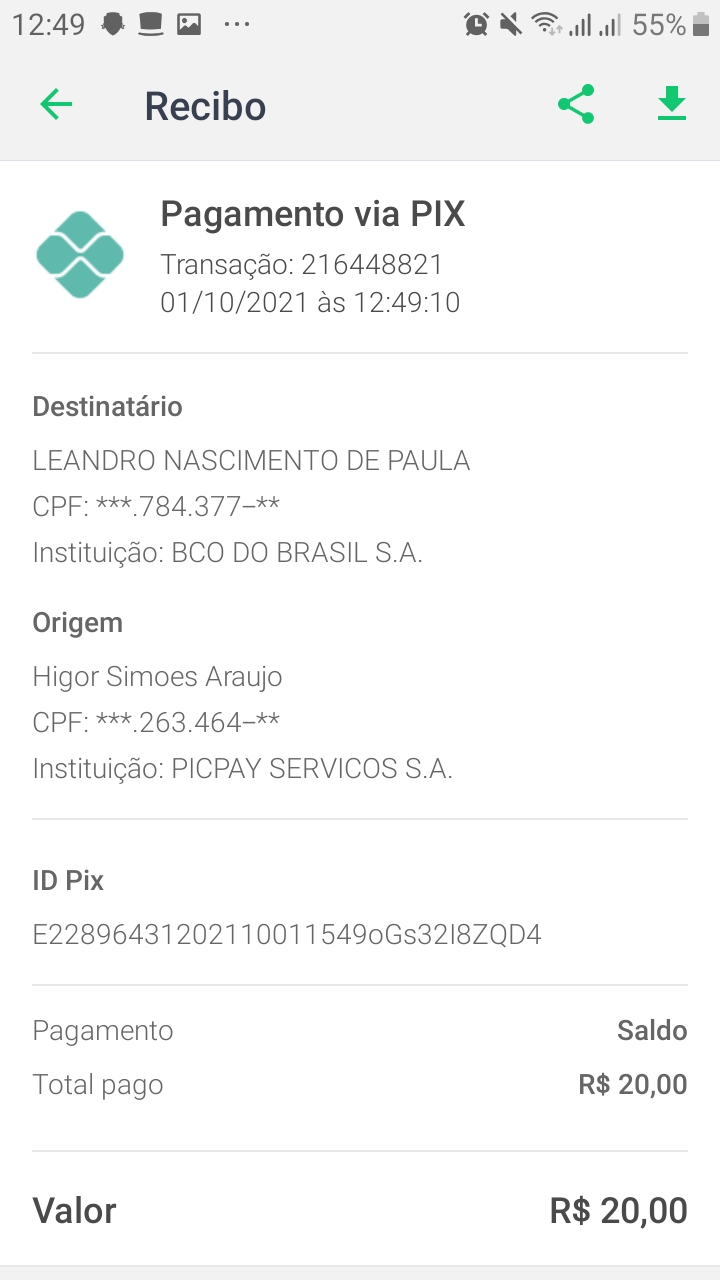 12:49
55%
Recibo
Pagamento via PIX
Transação: 216448821
01/10/2021 às 12:49:10
Destinatário
LEANDRO NASCIMENTO DE PAULA
CPF: ***.784.377–**
Instituição: BCO DO BRASIL S.A.
Origem
Higor Simoes Araujo
CPF: ***.263.464–**
Instituição: PICPAY SERVICOS S.A.
ID Pix
E22896431202110011549oGs32I8ZQD4
Pagamento Saldo
Total pago R$ 20,00
Valor R$ 20,00